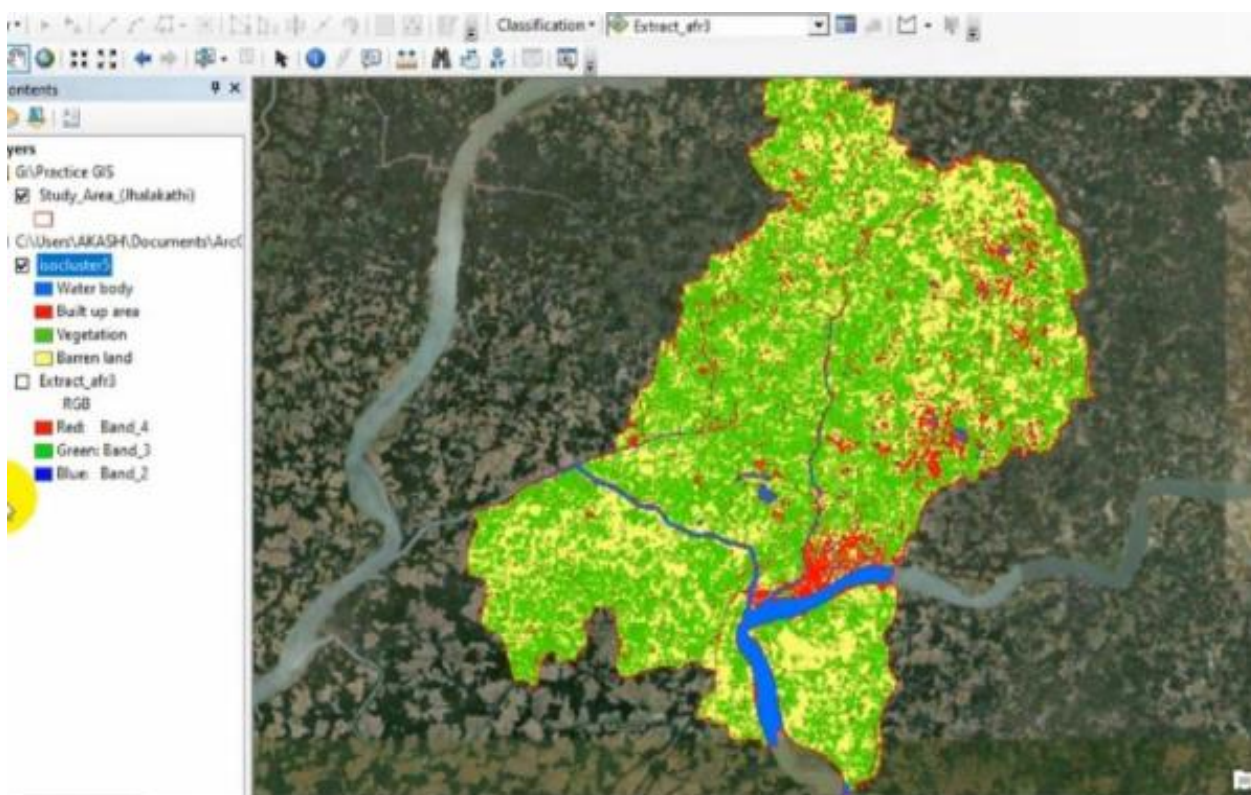 Classification
Extract_afr3
ontents
yers
G:\Practice GIS
Study_Area_(Jhalakathi)
C:\Users\AKASH\Documents\ArcG
isocluster5
Water body
Built up area
Vegetation
Barren land
Extract_afr3
RGB
Red: Band_4
Green: Band_3
Blue: Band_2